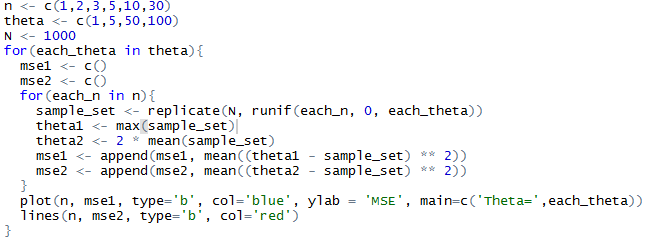 n <- c(1,2,3,5,10,30)
theta <- c(1,5,50,100)
N <- 1000
for(each_theta in theta){
  mse1 <- c()
  mse2 <- c()
  for(each_n in n){
    sample_set <- replicate(N, runif(each_n, 0, each_theta))
    theta1 <- max(sample_set)
    theta2 <- 2 * mean(sample_set)
    mse1 <- append(mse1, mean((theta1 - sample_set) ** 2))
    mse2 <- append(mse2, mean((theta2 - sample_set) ** 2))
  }
  plot(n, mse1, type='b', col='blue', ylab = 'MSE', main=c('Theta=',each_theta))
  lines(n, mse2, type='b', col='red')
}